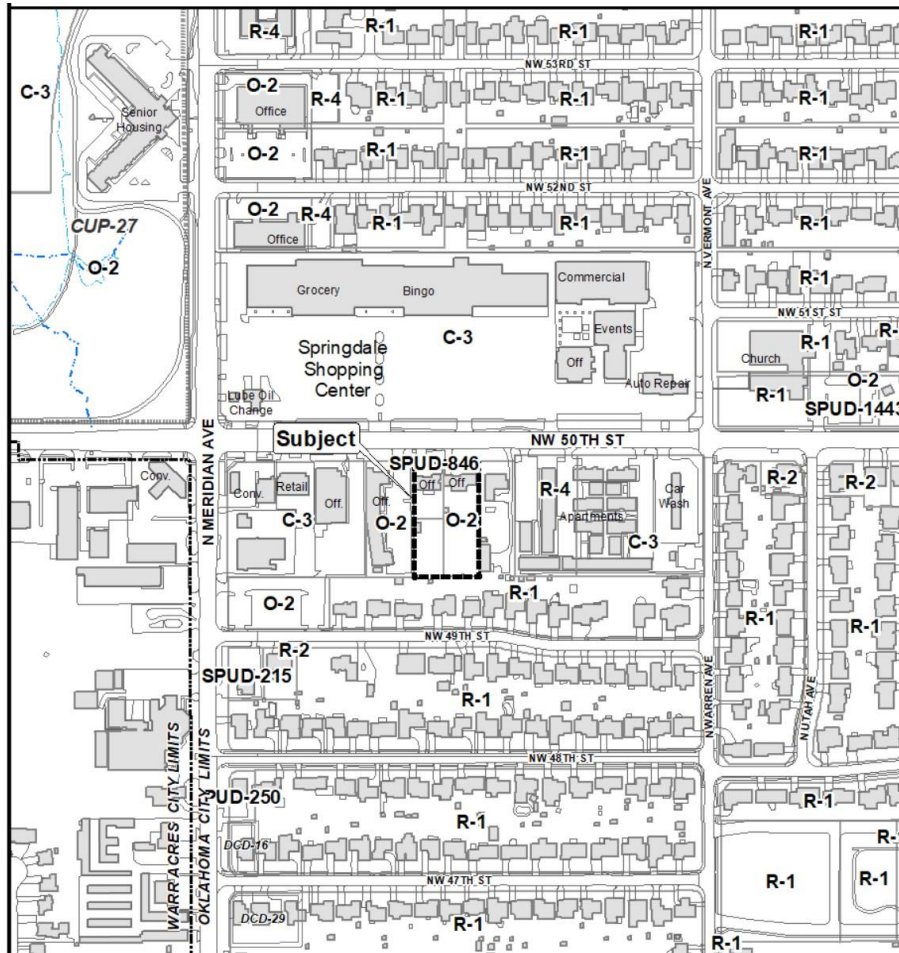 R-4
R-1
R-1
R-1
NW 53RD ST
C-3
Senior
Housing
O-2
Office
R-4
R-1
R-1
R-1
O-2
R-1
R-1
R-1
NW 52ND ST
N VERMONT AVE
O-2
R-4
Office
R-1
R-1
R-1
CUP-27
O-2
Grocery
Bingo
Commercial
R-1
NW 51ST ST
C-3
Events
Springdale
Shopping
Center
Off
Auto Repair
Lube Oil
Change
Church
R-1
R-1
O-2
SPUD-1443
N MERIDIAN AVE
Subject
NW 50TH ST
SPUD-846
Conv.
Conv.
Retail
Off.
Off.
Off
Off.
C-3
O-2
O-2
R-4
Apartments
Car
Wash
C-3
R-2
R-2
O-2
R-1
NW 49TH ST
R-1
R-1
R-2
SPUD-215
R-1
N WARREN AVE
N UTAH AVE
NW 48TH ST
WARR ACRES CITY LIMITS
OKLAHOMA CITY LIMITS
PUD-250
R-1
R-1
DCD-16
NW 47TH ST
R-1
R-1
DCD-29
R-1
R-1